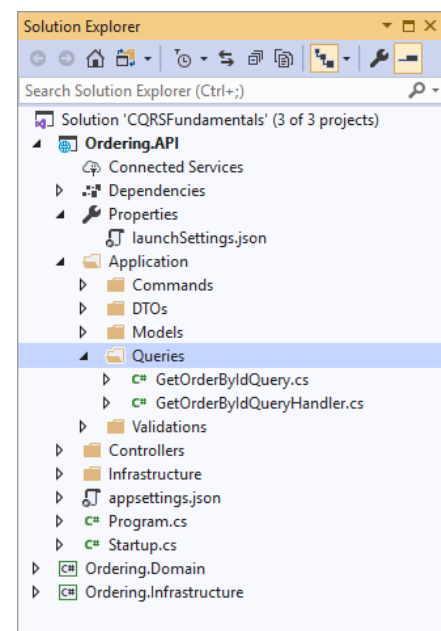 Solution Explorer
Search Solution Explorer (Ctrl+;)
Solution 'CQRSFundamentals' (3 of 3 projects)
Ordering.API
Connected Services
Dependencies
Properties
launchSettings.json
Application
Commands
DTOs
Models
Queries
C# GetOrderByIdQuery.cs
C# GetOrderByIdQueryHandler.cs
Validations
Controllers
Infrastructure
appsettings.json
C# Program.cs
C# Startup.cs
C# Ordering.Domain
C# Ordering.Infrastructure